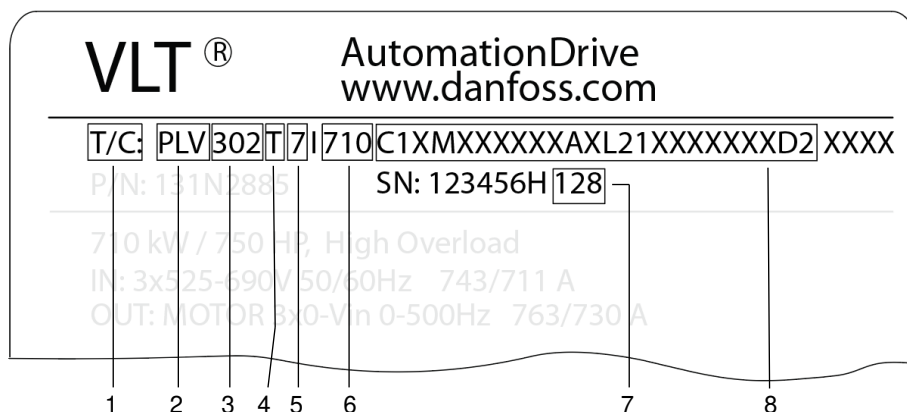 VLT ® AutomationDrive
www.danfoss.com
T/C: PLV302T7I710C1XMXXXXXXAXL21XXXXXXXD2 XXXX
P/N: 131N2885 SN: 123456H128
710 kW / 750 HP, High Overload
IN: 3x525-690V 50/60Hz 743/711 A
OUT: MOTOR 3x0-Vin 0-500Hz 763/730 A
1 2 3 4 5 6 7 8